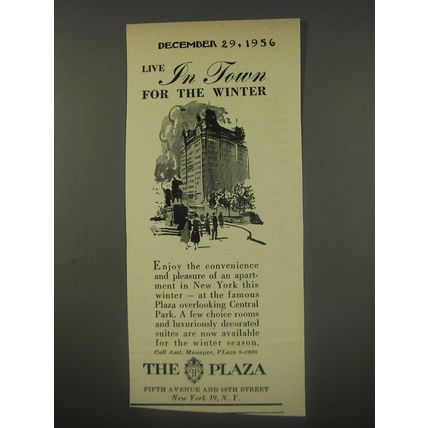 DECEMBER 29, 1956
LIVE In Town
FOR THE WINTER
Enjoy the convenience
and pleasure of an apart-
ment in New York this
winter — at the famous
Plaza overlooking Central
Park. A few choice rooms
and luxuriously decorated
suites are now available
for the winter season.
Call Asst. Manager, PLaza 9-3000
THE PLAZA
FIFTH AVENUE AND 59TH STREET
New York 19, N. Y.